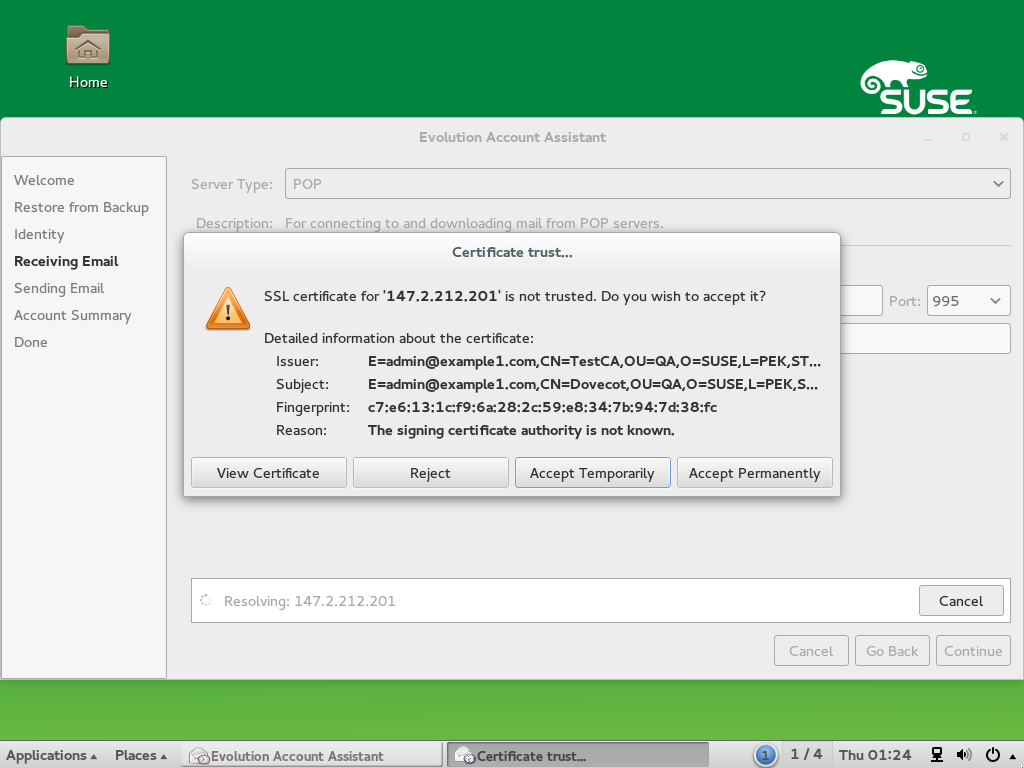 Home
SUSE
Evolution Account Assistant
Welcome
Restore from Backup
Identity
Receiving Email
Sending Email
Account Summary
Done
Server Type: POP
Description: For connecting to and downloading mail from POP servers.
Port: 995
Certificate trust...
SSL certificate for '147.2.212.201' is not trusted. Do you wish to accept it?
Detailed information about the certificate:
Issuer: E=admin@example1.com,CN=TestCA,OU=QA,O=SUSE,L=PEK,ST...
Subject: E=admin@example1.com,CN=Dovecot,OU=QA,O=SUSE,L=PEK,S...
Fingerprint: c7:e6:13:1c:f9:6a:28:2c:59:e8:34:7b:94:7d:38:fc
Reason: The signing certificate authority is not known.
View Certificate Reject Accept Temporarily Accept Permanently
Resolving: 147.2.212.201 Cancel
Cancel Go Back Continue
Applications Places Evolution Account Assistant Certificate trust... 1 1 / 4 Thu 01:24